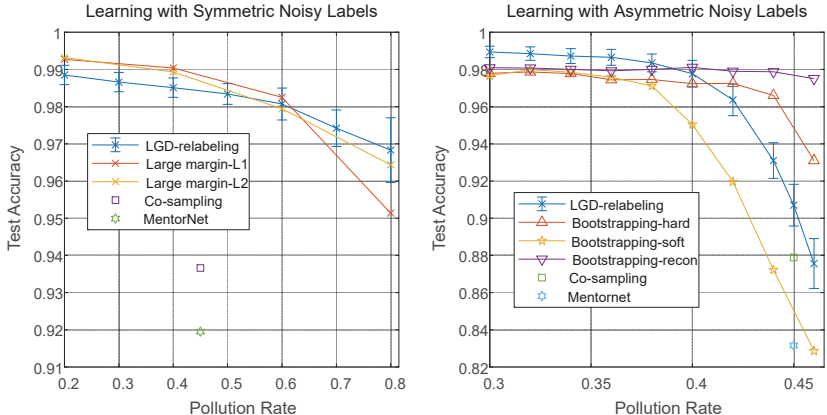 Learning with Symmetric Noisy Labels
1
0.99
0.98
0.97
0.96
0.95
0.94
0.93
0.92
0.91
Test Accuracy
LGD-relabeling
Large margin-L1
Large margin-L2
Co-sampling
MentorNet
0.2 0.3 0.4 0.5 0.6 0.7 0.8
Pollution Rate
Learning with Asymmetric Noisy Labels
1
0.98
0.96
0.94
0.92
0.9
0.88
0.86
0.84
0.82
Test Accuracy
LGD-relabeling
Bootstrapping-hard
Bootstrapping-soft
Bootstrapping-recon
Co-sampling
Mentornet
0.3 0.35 0.4 0.45
Pollution Rate